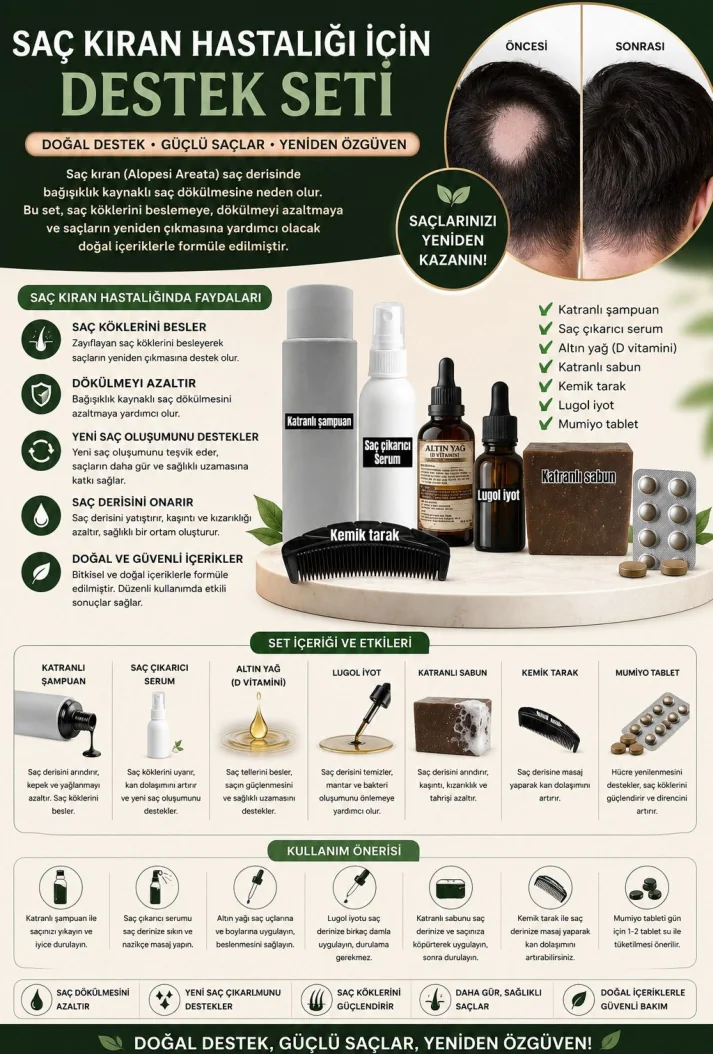 SAÇ KIRAN HASTALIĞI İÇİN
DESTEK SETİ
DOĞAL DESTEK • GÜÇLÜ SAÇLAR • YENİDEN ÖZGÜVEN
Saç kıran (Alopesi Areata) saç derisinde
bağışıklık kaynaklı saç dökülmesine neden olur.
Bu set, saç köklerini beslemeye, dökülmeyi azaltmaya
ve saçların yeniden çıkmasına yardımcı olacak
doğal içeriklerle formüle edilmiştir.
ÖNCESİ
SONRASI
SAÇLARINIZI
YENİDEN
KAZANIN!
SAÇ KIRAN HASTALIĞINDA FAYDALARI
SAÇ KÖKLERİNİ BESLER
Zayıflayan saç köklerini besleyerek
saçların yeniden çıkmasına destek olur.
DÖKÜLMEYİ AZALTIR
Bağışıklık kaynaklı saç dökülmesini
azaltmaya yardımcı olur.
YENİ SAÇ OLUŞUMUNU DESTEKLER
Yeni saç oluşumunu teşvik eder,
saçların daha gür ve sağlıklı uzamasına
katkı sağlar.
SAÇ DERİSİNİ ONARIR
Saç derisini yatıştırır, kaşıntı ve kızarıklığı
azaltır, sağlıklı bir ortam oluşturur.
DOĞAL VE GÜVENLİ İÇERİKLER
Bitkisel ve doğal içeriklerle formüle
edilmiştir. Düzenli kullanımda etkili
sonuçlar sağlar.
Katranlı şampuan
Saç çıkarıcı serum
Altın yağ (D vitamini)
Katranlı sabun
Kemik tarak
Lugol iyot
Mumiyo tablet
Katranlı şampuan
Saç çıkarıcı
Serum
ALTIN YAĞ
(D VİTAMİNİ)
Lugol iyot
Katranlı sabun
Kemik tarak
SET İÇERİĞİ VE ETKİLERİ
KATRANLI
ŞAMPUAN
Saç derisini arındırır,
kepek ve yağlanmayı
azaltır. Saç köklerini
besler.
SAÇ ÇIKARICI
SERUM
Saç köklerini uyarır,
kan dolaşımını artırır
ve yeni saç oluşumunu
destekler.
ALTIN YAĞ
(D VİTAMİNİ)
Saç tellerini besler,
saçın güçlenmesini
ve sağlıklı uzamasını
destekler.
LUGOL İYOT
Saç derisini temizler,
mantar ve bakteri
oluşumunu önlemeye
yardımcı olur.
KATRANLI SABUN
Saç derisini arındırır,
kaşıntı, kızarıklık ve
tahrişi azaltır.
KEMİK TARAK
Saç derisine masaj
yaparak kan dolaşımını
artırır.
MUMİYO TABLET
Hücre yenilenmesini
destekler, saç köklerini
güçlendirir ve direncini
artırır.
KULLANIM ÖNERİSİ
Katranlı şampuan ile
saçınızı yıkayın ve
iyice durulayın.
Saç çıkarıcı serumu
saç derinize sıkın ve
nazikçe masaj yapın.
Altın yağı saç uçlarına
ve boylarına uygulayın,
beslenmesini sağlayın.
Lugol iyotu saç
derinize birkaç damla
uygulayın, durulama
gerekmez.
Katranlı sabunu saç
derinize ve saçınıza
köpürterek uygulayın,
sonra durulayın.
Kemik tarak ile saç
derinize masaj yaparak
kan dolaşımını
artırabilirsiniz.
Mumiyo tableti gün
için 1-2 tablet su ile
tüketilmesi önerilir.
SAÇ DÖKÜLMESİNİ
AZALTIR
YENİ SAÇ ÇIKARLMUNU
DESTEKLER
SAÇ KÖKLERİNİ
GÜÇLENDİRİR
DAHA GÜR, SAĞLIKLI
SAÇLAR
DOĞAL İÇERİKLERLE
GÜVENLİ BAKIM
DOĞAL DESTEK, GÜÇLÜ SAÇLAR, YENİDEN ÖZGÜVEN!